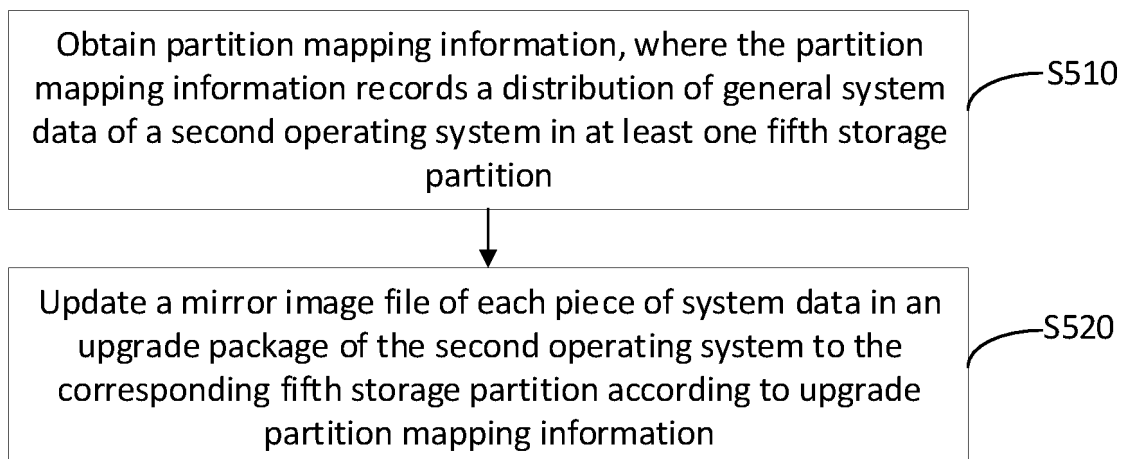 Obtain partition mapping information, where the partition
mapping information records a distribution of general system
data of a second operating system in at least one fifth storage
partition
S510
Update a mirror image file of each piece of system data in an
upgrade package of the second operating system to the
corresponding fifth storage partition according to upgrade
partition mapping information
S520